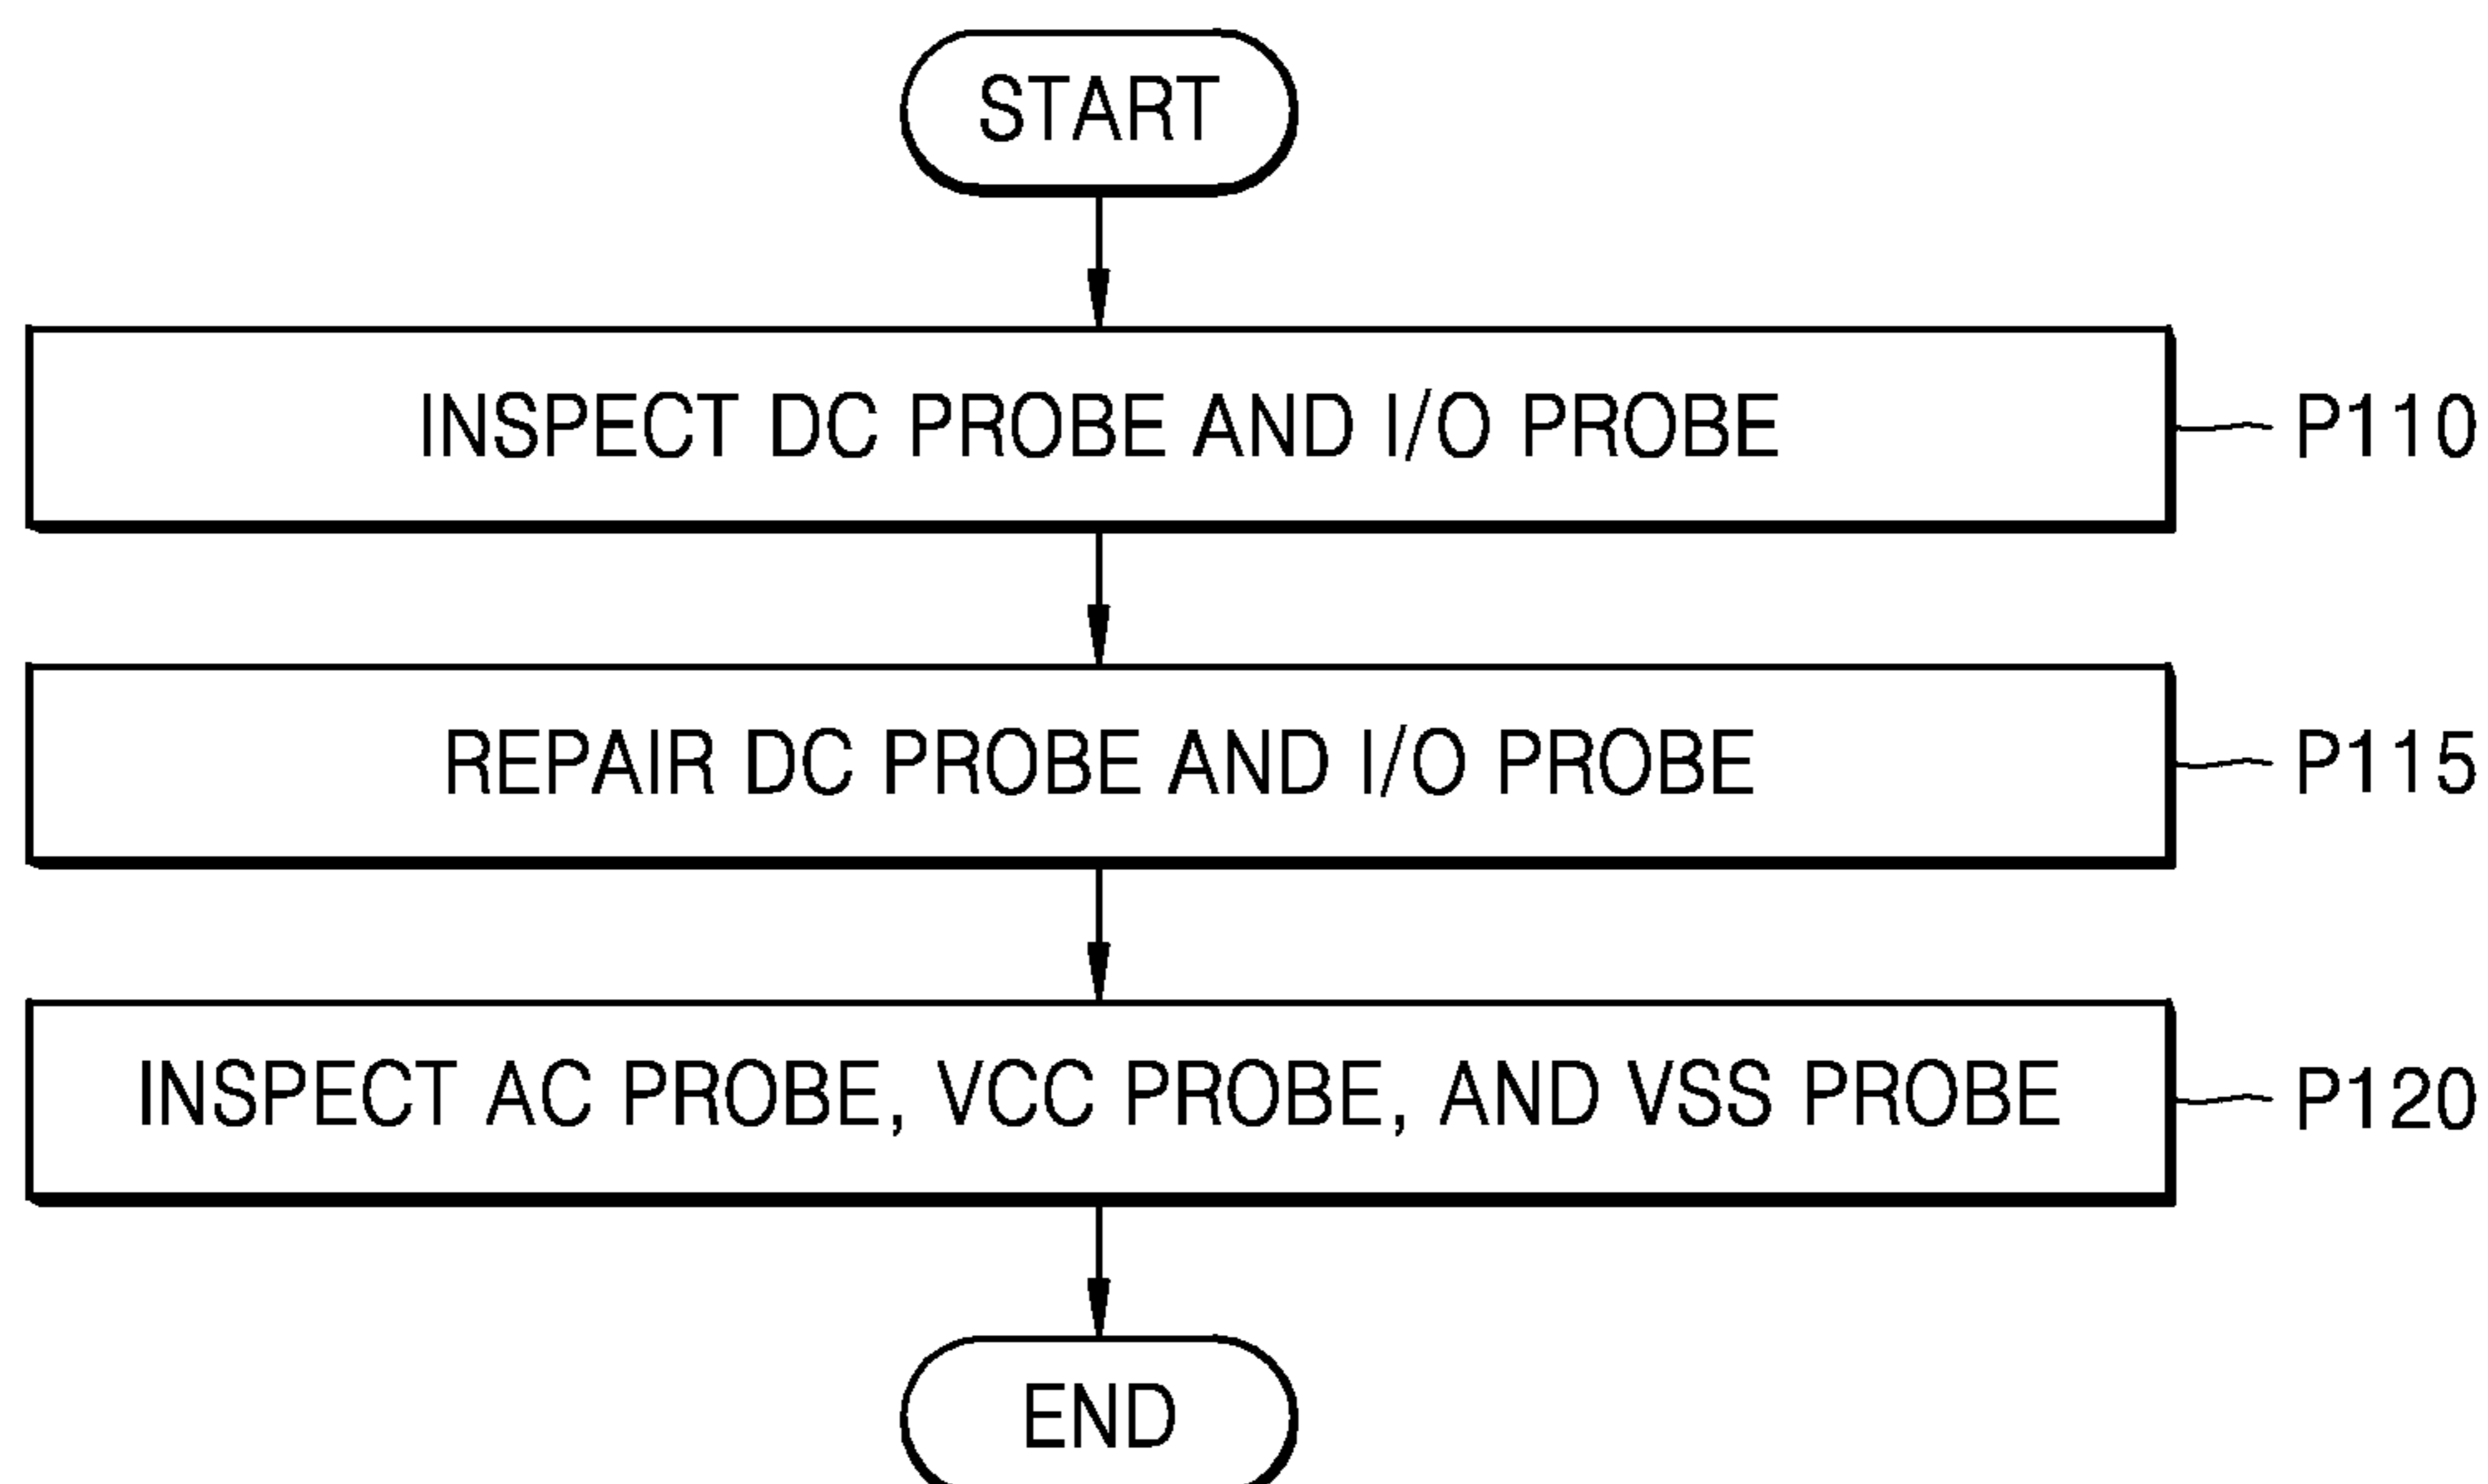 START
INSPECT DC PROBE AND I/O PROBE
P110
REPAIR DC PROBE AND I/O PROBE
P115
INSPECT AC PROBE, VCC PROBE, AND VSS PROBE
P120
END